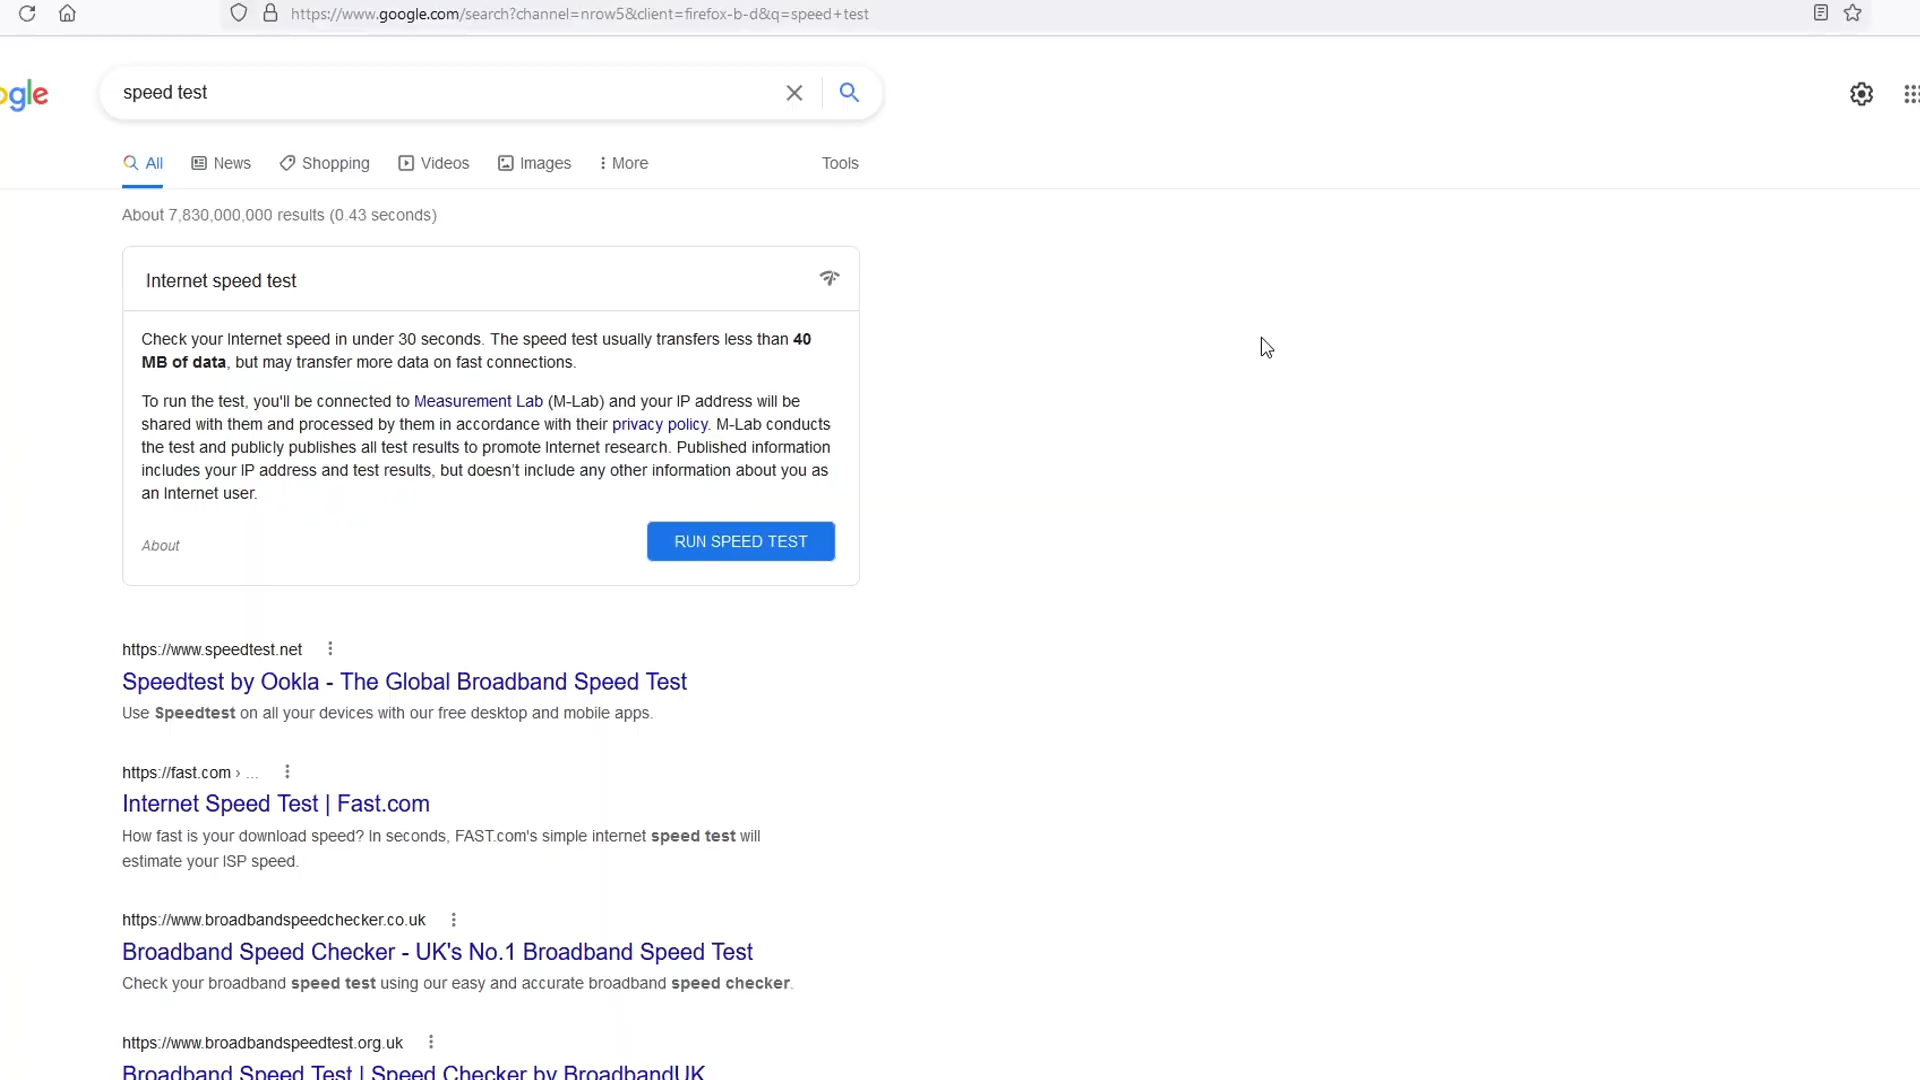 https://www.google.com/search?channel=nrow5&client=firefox-b-d&q=speed+test
ogle
speed test
All News Shopping Videos Images More Tools
About 7,830,000,000 results (0.43 seconds)
Internet speed test
Check your Internet speed in under 30 seconds. The speed test usually transfers less than 40
MB of data, but may transfer more data on fast connections.
To run the test, you'll be connected to Measurement Lab (M-Lab) and your IP address will be
shared with them and processed by them in accordance with their privacy policy. M-Lab conducts
the test and publicly publishes all test results to promote Internet research. Published information
includes your IP address and test results, but doesn't include any other information about you as
an Internet user.
About
RUN SPEED TEST
https://www.speedtest.net
Speedtest by Ookla - The Global Broadband Speed Test
Use Speedtest on all your devices with our free desktop and mobile apps.
https://fast.com › ...
Internet Speed Test | Fast.com
How fast is your download speed? In seconds, FAST.com's simple internet speed test will
estimate your ISP speed.
https://www.broadbandspeedchecker.co.uk
Broadband Speed Checker - UK's No.1 Broadband Speed Test
Check your broadband speed test using our easy and accurate broadband speed checker.
https://www.broadbandspeedtest.org.uk
Broadband Speed Test | Speed Checker by BroadbandUK